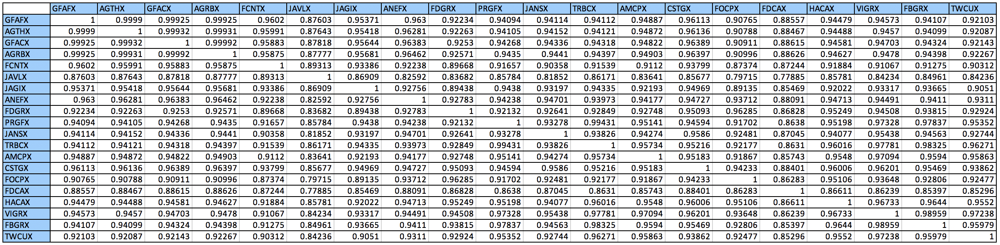 GFAFX AGTHX GFACX AGRBX FCNTX JAVLX JAGIX ANEFX FDGRX PRGFX JANSX TRBCX AMCPX CSTGX FOCPX FDCAX HACAX VIGRX FBGRX TWCUX
GFAFX 1 0.9999 0.99925 0.99925 0.9602 0.87603 0.95371 0.963 0.92234 0.94094 0.94114 0.94112 0.94887 0.96113 0.90765 0.88557 0.94479 0.94573 0.94107 0.92103
AGTHX 0.9999 1 0.99932 0.99931 0.95991 0.87643 0.95418 0.96281 0.92263 0.94105 0.94152 0.94121 0.94872 0.96136 0.90788 0.88467 0.94488 0.9457 0.94099 0.92087
GFACX 0.99925 0.99932 1 0.99992 0.95883 0.87818 0.95644 0.96383 0.9253 0.94268 0.94336 0.94318 0.94822 0.96389 0.90911 0.88615 0.94581 0.94703 0.94324 0.92143
AGRBX 0.99925 0.99931 0.99992 1 0.95875 0.87777 0.95681 0.96462 0.92571 0.9435 0.9441 0.94397 0.94903 0.96397 0.90996 0.88626 0.94627 0.9478 0.94398 0.92267
FCNTX 0.9602 0.95991 0.95883 0.95875 1 0.89313 0.93386 0.92238 0.89668 0.91657 0.90358 0.91539 0.9112 0.93799 0.87374 0.87244 0.91884 0.91067 0.91275 0.90312
JAVLX 0.87603 0.87643 0.87818 0.87777 0.89313 1 0.86909 0.82592 0.83682 0.85784 0.81852 0.86171 0.83641 0.85677 0.79715 0.77885 0.85781 0.84234 0.84961 0.84236
JAGIX 0.95371 0.95418 0.95644 0.95681 0.93386 0.86909 1 0.92756 0.89438 0.9438 0.93197 0.94335 0.92193 0.94969 0.89135 0.85469 0.92022 0.93317 0.93665 0.9051
ANEFX 0.963 0.96281 0.96383 0.96462 0.92238 0.82592 0.92756 1 0.92783 0.94238 0.94701 0.93973 0.94177 0.94727 0.93712 0.88091 0.94713 0.94491 0.9411 0.9311
FDGRX 0.92234 0.92263 0.9253 0.92571 0.89668 0.83682 0.89438 0.92783 1 0.92132 0.92641 0.92849 0.92748 0.95093 0.96285 0.86828 0.95249 0.94508 0.93815 0.92924
PRGFX 0.94094 0.94105 0.94268 0.9435 0.91657 0.85784 0.9438 0.94238 0.92132 1 0.93278 0.99431 0.95141 0.94594 0.91702 0.8638 0.95198 0.97328 0.97837 0.95352
JANSX 0.94114 0.94152 0.94336 0.9441 0.90358 0.81852 0.93197 0.94701 0.92641 0.93278 1 0.93826 0.94274 0.9586 0.92481 0.87045 0.94077 0.95438 0.94563 0.92744
TRBCX 0.94112 0.94121 0.94318 0.94397 0.91539 0.86171 0.94335 0.93973 0.92849 0.99431 0.93826 1 0.95734 0.95216 0.92177 0.8631 0.96016 0.97781 0.98325 0.96271
AMCPX 0.94887 0.94872 0.94822 0.94903 0.9112 0.83641 0.92193 0.94177 0.92748 0.95141 0.94274 0.95734 1 0.95183 0.91867 0.85743 0.9548 0.97094 0.9594 0.95863
CSTGX 0.96113 0.96136 0.96389 0.96397 0.93799 0.85677 0.94969 0.94727 0.95093 0.94594 0.9586 0.95216 0.95183 1 0.94233 0.88401 0.96006 0.96201 0.95469 0.93862
FOCPX 0.90765 0.90788 0.90911 0.90996 0.87374 0.79715 0.89135 0.93712 0.96285 0.91702 0.92481 0.92177 0.91867 0.94233 1 0.86283 0.95106 0.93648 0.92806 0.92477
FDCAX 0.88557 0.88467 0.88615 0.88626 0.87244 0.77885 0.85469 0.88091 0.86828 0.8638 0.87045 0.8631 0.85743 0.88401 0.86283 1 0.86611 0.86239 0.85397 0.85296
HACAX 0.94479 0.94488 0.94581 0.94627 0.91884 0.85781 0.92022 0.94713 0.95249 0.95198 0.94077 0.96016 0.9548 0.96006 0.95106 0.86611 1 0.96733 0.9644 0.9552
VIGRX 0.94573 0.9457 0.94703 0.9478 0.91067 0.84234 0.93317 0.94491 0.94508 0.97328 0.95438 0.97781 0.97094 0.96201 0.93648 0.86239 0.96733 1 0.98959 0.97238
FBGRX 0.94107 0.94099 0.94324 0.94398 0.91275 0.84961 0.93665 0.9411 0.93815 0.97837 0.94563 0.98325 0.9594 0.95469 0.92806 0.85397 0.9644 0.98959 1 0.95979
TWCUX 0.92103 0.92087 0.92143 0.92267 0.90312 0.84236 0.9051 0.9311 0.92924 0.95352 0.92744 0.96271 0.95863 0.93862 0.92477 0.85296 0.9552 0.97238 0.95979 1